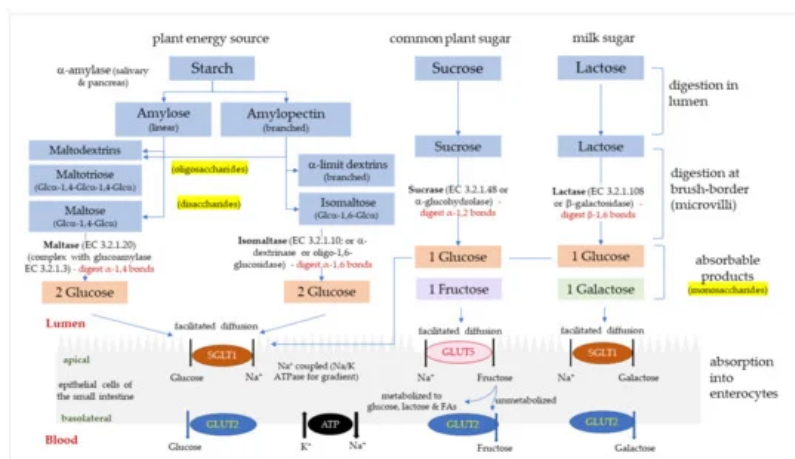 plant energy source
common plant sugar
milk sugar
α-amylase (salivary
& pancreas)
Starch
Sucrose
Lactose
digestion in
lumen
Amylose
(linear)
Amylopectin
(branched)
Maltodextrins
(oligosaccharides)
α-limit dextrins
(branched)
Sucrose
Lactose
Maltotriose
(Glcα-1,4-Glcα-1,4-Glcα)
(disaccharides)
Isomaltose
(Glcα-1,6-Glcα)
Maltose
(Glcα-1,4-Glcα)
Sucrase (EC 3.2.1.48 or
α-glucohydrolase) -
digest α-1,2 bonds
Lactase (EC 3.2.1.108
or β-galactosidase) -
digest β-1,6 bonds
digestion at
brush-border
(microvilli)
Maltase (EC 3.2.1.20)
(complex with glucoamylase
EC 3.2.1.3) - digest α-1,4 bonds
Isomaltase (EC 3.2.1.10; or α-
dextrinase or oligo-1,6-
glucosidase) - digest α-1,6 bonds
2 Glucose
2 Glucose
1 Glucose
1 Fructose
1 Glucose
1 Galactose
absorbable
products
(monosaccharides)
Lumen
facilitated diffusion
facilitated diffusion
facilitated diffusion
apical
SGLT1
Glucose
Na⁺
Na⁺ coupled (Na/K
ATPase for gradient)
GLUT5
Na⁺
Fructose
SGLT1
Na⁺
Galactose
absorption
into
enterocytes
epithelial cells of
the small intestine
metabolized to
glucose, lactose & FAs
unmetabolized
basolateral
Blood
GLUT2
Glucose
ATP
K⁺
Na⁺
GLUT2
Fructose
GLUT2
Galactose